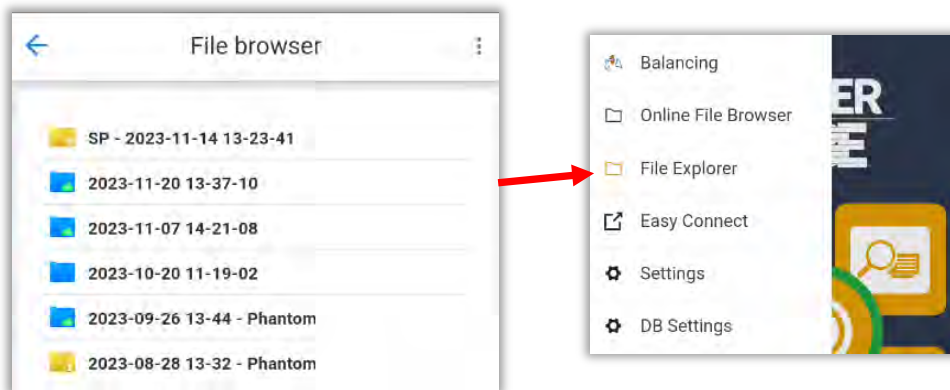 File browser
SP - 2023-11-14 13-23-41
2023-11-20 13-37-10
2023-11-07 14-21-08
2023-10-20 11-19-02
2023-09-26 13-44 - Phantom
2023-08-28 13-32 - Phantom
Balancing
Online File Browser
File Explorer
Easy Connect
Settings
DB Settings
ER